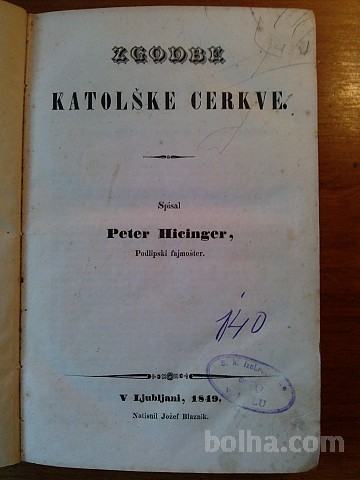 ZGODBE
KATOLŠKE CERKVE.
Spisal
Peter Hicinger,
Podlipski fajmošter.
140
V Ljubljani, 1849.
Natisnil Jožef Blaznik.
bolha.com